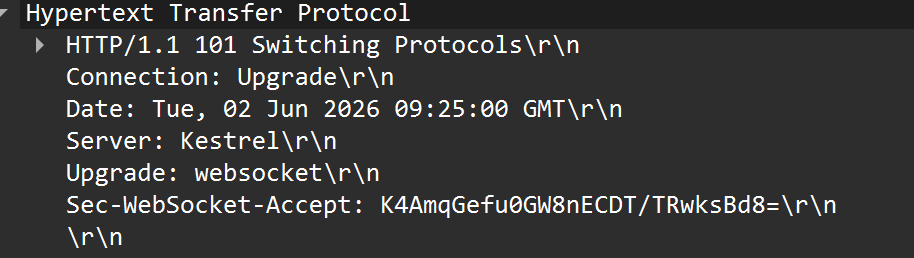 Hypertext Transfer Protocol
HTTP/1.1 101 Switching Protocols\r\n
Connection: Upgrade\r\n
Date: Tue, 02 Jun 2026 09:25:00 GMT\r\n
Server: Kestrel\r\n
Upgrade: websocket\r\n
Sec-WebSocket-Accept: K4AmqGefu0GW8nECDT/TRwksBd8=\r\n
\r\n